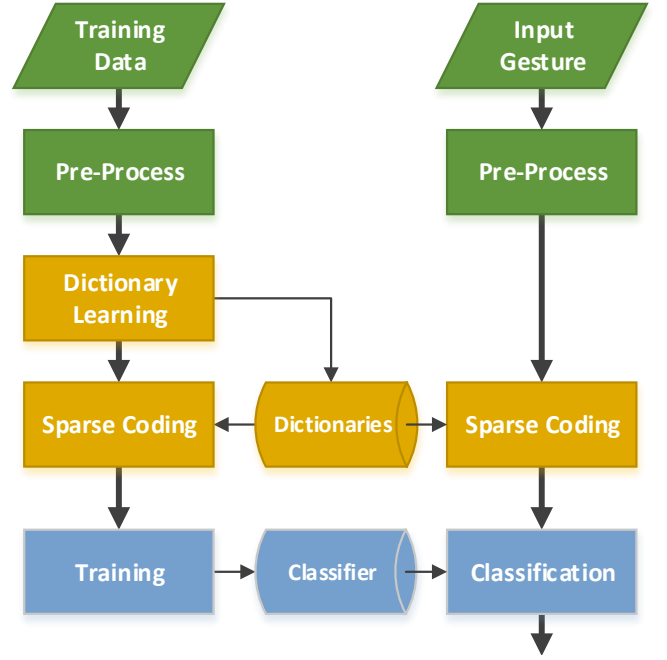 Training
Data
Input
Gesture
Pre-Process
Pre-Process
Dictionary
Learning
Sparse Coding
Dictionaries
Sparse Coding
Training
Classifier
Classification